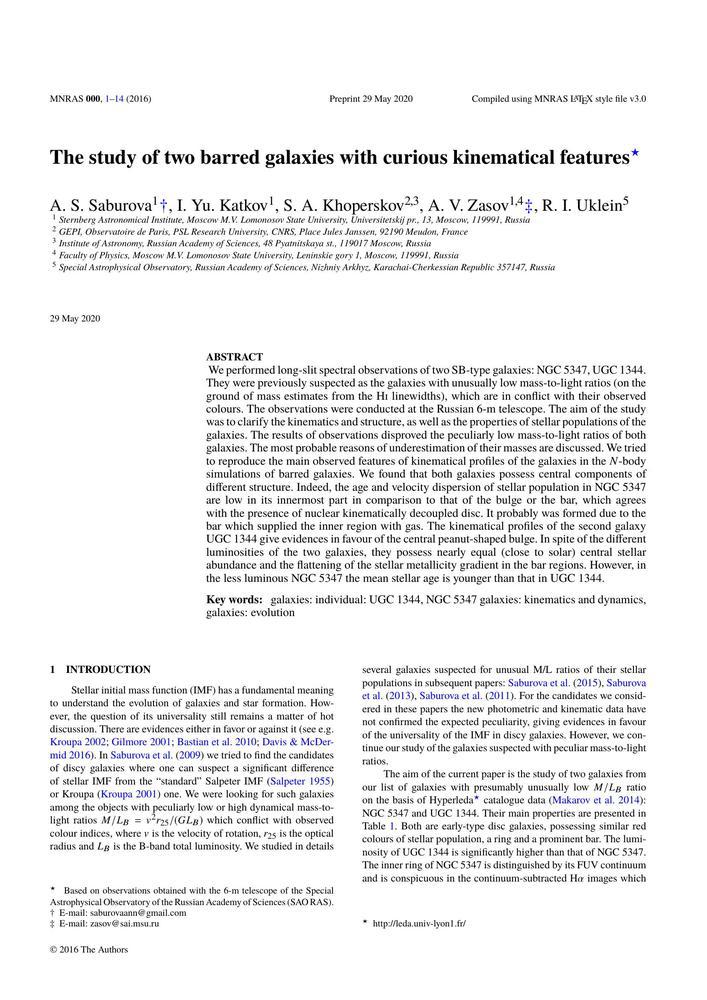 MNRAS 000, 1–14 (2016)
Preprint 29 May 2020
Compiled using MNRAS LATEX style file v3.0
The study of two barred galaxies with curious kinematical features⋆
A. S. Saburova1†, I. Yu. Katkov1, S. A. Khoperskov2,3, A. V. Zasov1,4‡, R. I. Uklein5
1 Sternberg Astronomical Institute, Moscow M.V. Lomonosov State University, Universitetskij pr., 13, Moscow, 119991, Russia
2 GEPI, Observatoire de Paris, PSL Research University, CNRS, Place Jules Janssen, 92190 Meudon, France
3 Institute of Astronomy, Russian Academy of Sciences, 48 Pyatnitskaya st., 119017 Moscow, Russia
4 Faculty of Physics, Moscow M.V. Lomonosov State University, Leninskie gory 1, Moscow, 119991, Russia
5 Special Astrophysical Observatory, Russian Academy of Sciences, Nizhniy Arkhyz, Karachai-Cherkessian Republic 357147, Russia
29 May 2020
ABSTRACT
We performed long-slit spectral observations of two SB-type galaxies: NGC 5347, UGC 1344.
They were previously suspected as the galaxies with unusually low mass-to-light ratios (on the
ground of mass estimates from the HI linewidths), which are in conflict with their observed
colours. The observations were conducted at the Russian 6-m telescope. The aim of the study
was to clarify the kinematics and structure, as well as the properties of stellar populations of the
galaxies. The results of observations disproved the peculiarly low mass-to-light ratios of both
galaxies. The most probable reasons of underestimation of their masses are discussed. We tried
to reproduce the main observed features of kinematical profiles of the galaxies in the N-body
simulations of barred galaxies. We found that both galaxies possess central components of
different structure. Indeed, the age and velocity dispersion of stellar population in NGC 5347
are low in its innermost part in comparison to that of the bulge or the bar, which agrees
with the presence of nuclear kinematically decoupled disc. It probably was formed due to the
bar which supplied the inner region with gas. The kinematical profiles of the second galaxy
UGC 1344 give evidences in favour of the central peanut-shaped bulge. In spite of the different
luminosities of the two galaxies, they possess nearly equal (close to solar) central stellar
abundance and the flattening of the stellar metallicity gradient in the bar regions. However, in
the less luminous NGC 5347 the mean stellar age is younger than that in UGC 1344.
Key words: galaxies: individual: UGC 1344, NGC 5347 galaxies: kinematics and dynamics,
galaxies: evolution
1 INTRODUCTION
Stellar initial mass function (IMF) has a fundamental meaning
to understand the evolution of galaxies and star formation. How-
ever, the question of its universality still remains a matter of hot
discussion. There are evidences either in favor or against it (see e.g.
Kroupa 2002; Gilmore 2001; Bastian et al. 2010; Davis & McDer-
mid 2016). In Saburova et al. (2009) we tried to find the candidates
of discy galaxies where one can suspect a significant difference
of stellar IMF from the “standard” Salpeter IMF (Salpeter 1955)
or Kroupa (Kroupa 2001) one. We were looking for such galaxies
among the objects with peculiarly low or high dynamical mass-to-
light ratios M/LB = v²r25/(GLB) which conflict with observed
colour indices, where v is the velocity of rotation, r25 is the optical
radius and LB is the B-band total luminosity. We studied in details
⋆ Based on observations obtained with the 6-m telescope of the Special
Astrophysical Observatory of the Russian Academy of Sciences (SAO RAS).
† E-mail: saburovaann@gmail.com
‡ E-mail: zasov@sai.msu.ru
© 2016 The Authors
several galaxies suspected for unusual M/L ratios of their stellar
populations in subsequent papers: Saburova et al. (2015), Saburova
et al. (2013), Saburova et al. (2011). For the candidates we consid-
ered in these papers the new photometric and kinematic data have
not confirmed the expected peculiarity, giving evidences in favour
of the universality of the IMF in discy galaxies. However, we con-
tinue our study of the galaxies suspected with peculiar mass-to-light
ratios.
The aim of the current paper is the study of two galaxies from
our list of galaxies with presumably unusually low M/LB ratio
on the basis of Hyperleda⋆ catalogue data (Makarov et al. 2014):
NGC 5347 and UGC 1344. Their main properties are presented in
Table 1. Both are early-type disc galaxies, possessing similar red
colours of stellar population, a ring and a prominent bar. The lumi-
nosity of UGC 1344 is significantly higher than that of NGC 5347.
The inner ring of NGC 5347 is distinguished by its FUV continuum
and is conspicuous in the continuum-subtracted Hα images which
⋆ http://leda.univ-lyon1.fr/